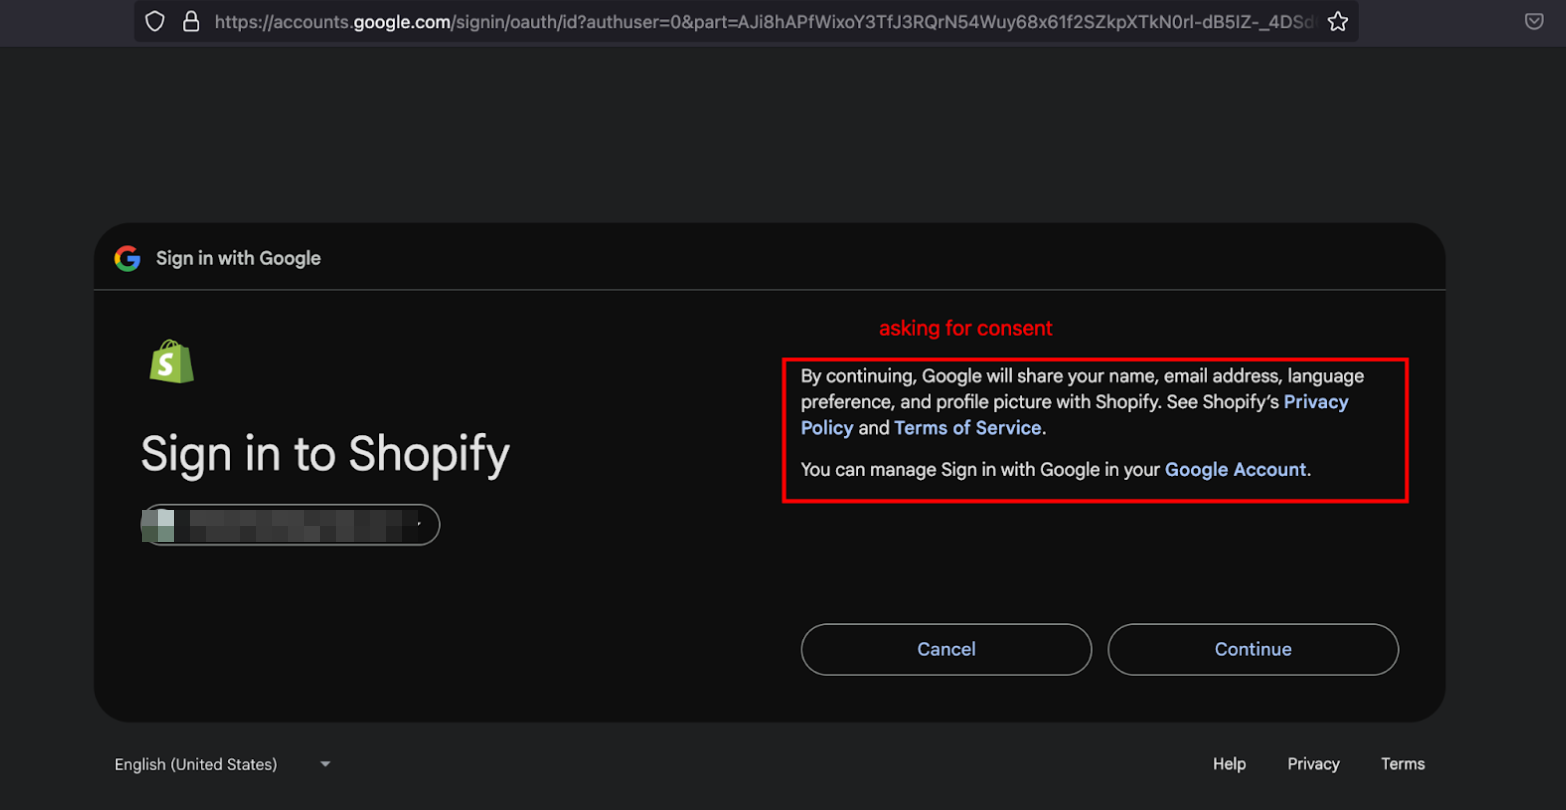 https://accounts.google.com/signin/oauth/id?authuser=0&part=AJi8hAPfWixoY3TfJ3RQrN54Wuy68x61f2SZkpXTkN0rl-dB5IZ-_4DSd
Sign in with Google
asking for consent
S
Sign in to Shopify
By continuing, Google will share your name, email address, language
preference, and profile picture with Shopify. See Shopify’s Privacy
Policy and Terms of Service.
You can manage Sign in with Google in your Google Account.
Cancel
Continue
English (United States)
Help
Privacy
Terms